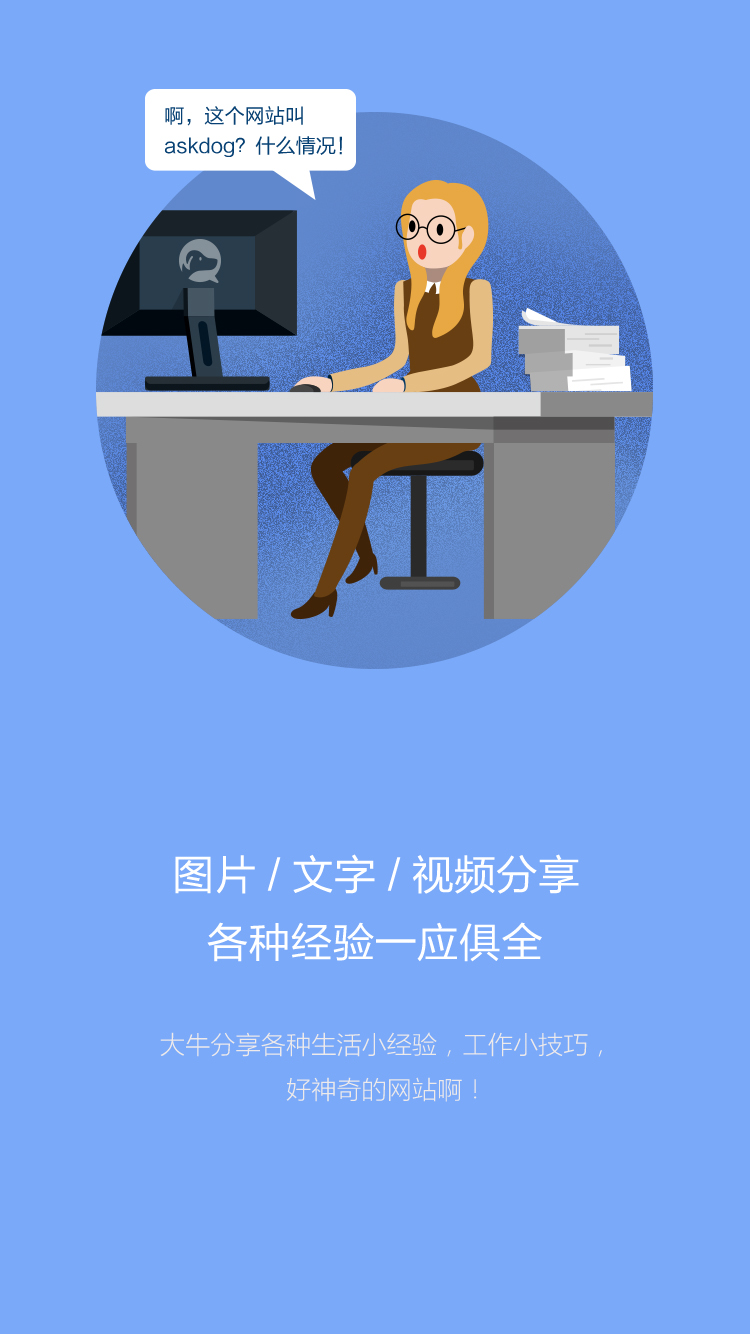 啊，这个网站叫
askdog？什么情况！
图片 / 文字 / 视频分享
各种经验一应俱全
大牛分享各种生活小经验，工作小技巧，
好神奇的网站啊！